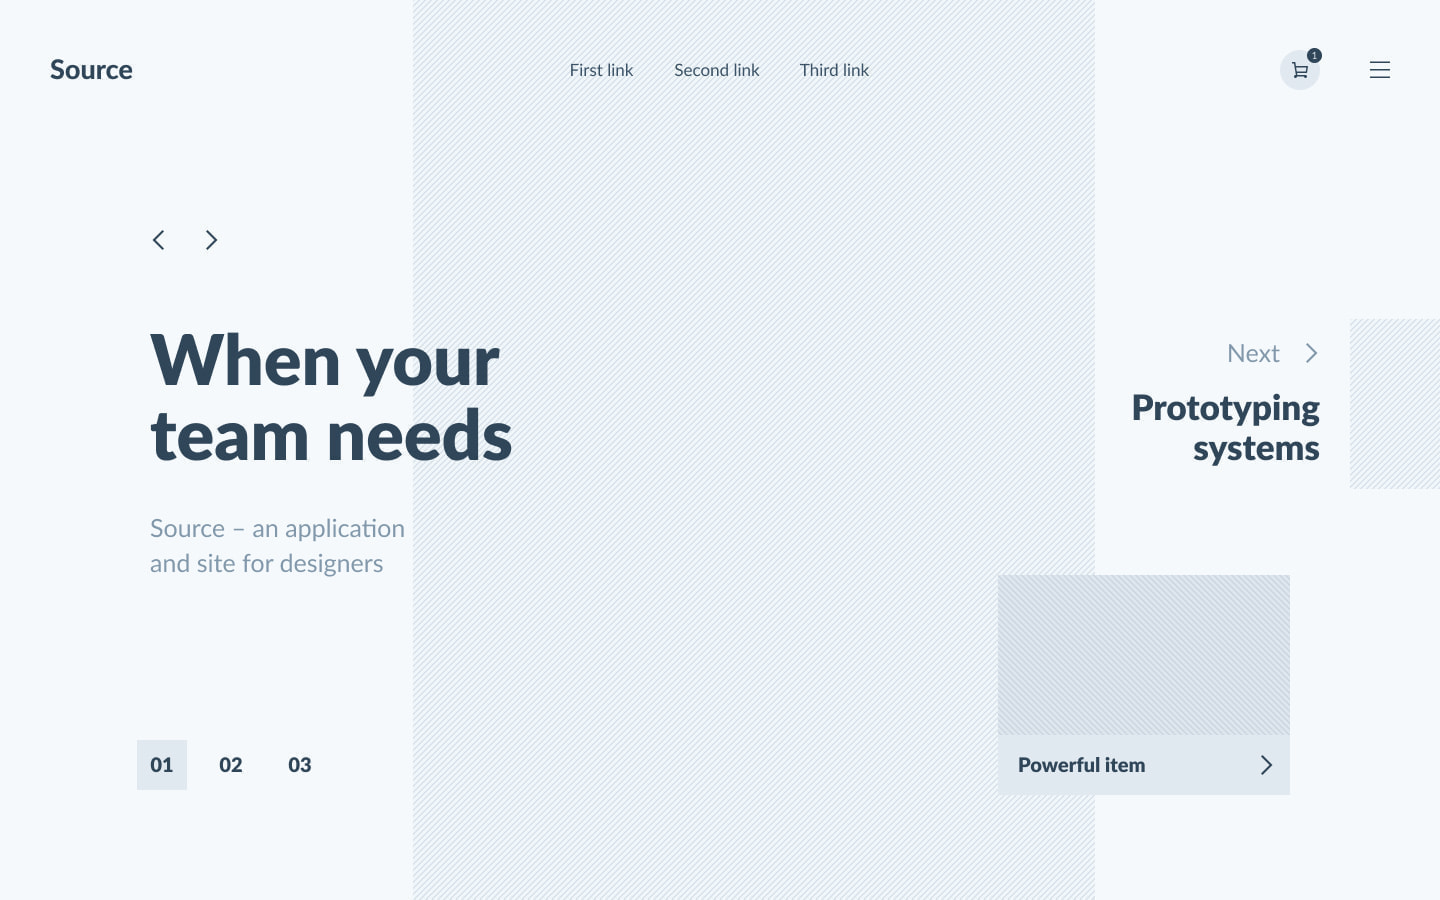 Source
First link
Second link
Third link
1
When your
team needs
Source – an application
and site for designers
Next
Prototyping
systems
Powerful item
01
02
03